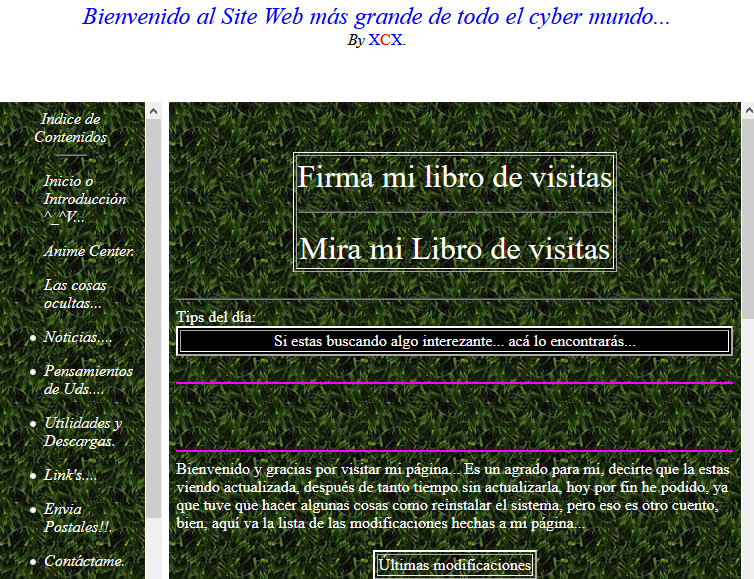 Bienvenido al Site Web más grande de todo el cyber mundo...
By XCX.
Indice de
Contenidos
Inicio o
Introducción
^_^V...
Anime Center.
Las cosas
ocultas...
Noticias....
Pensamientos
de Uds....
Utilidades y
Descargas.
Link's....
Envia
Postales!!.
Contáctame.
Firma mi libro de visitas
Mira mi Libro de visitas
Tips del día:
Si estas buscando algo interezante... acá lo encontrarás...
Bienvenido y gracias por visitar mi página... Es un agrado para mi, decirte que la estas
viendo actualizada, después de tanto tiempo sin actualizarla, hoy por fin he podido, ya
que tuve que hacer algunas cosas como reinstalar el sistema, pero eso es otro cuento,
bien, aquí va la lista de las modificaciones hechas a mi página...
Últimas modificaciones